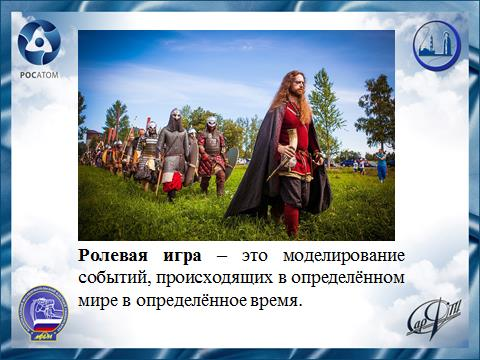 РОСАТОМ
Ролевая игра – это моделирование
событий, происходящих в определённом
мире в определённое время.